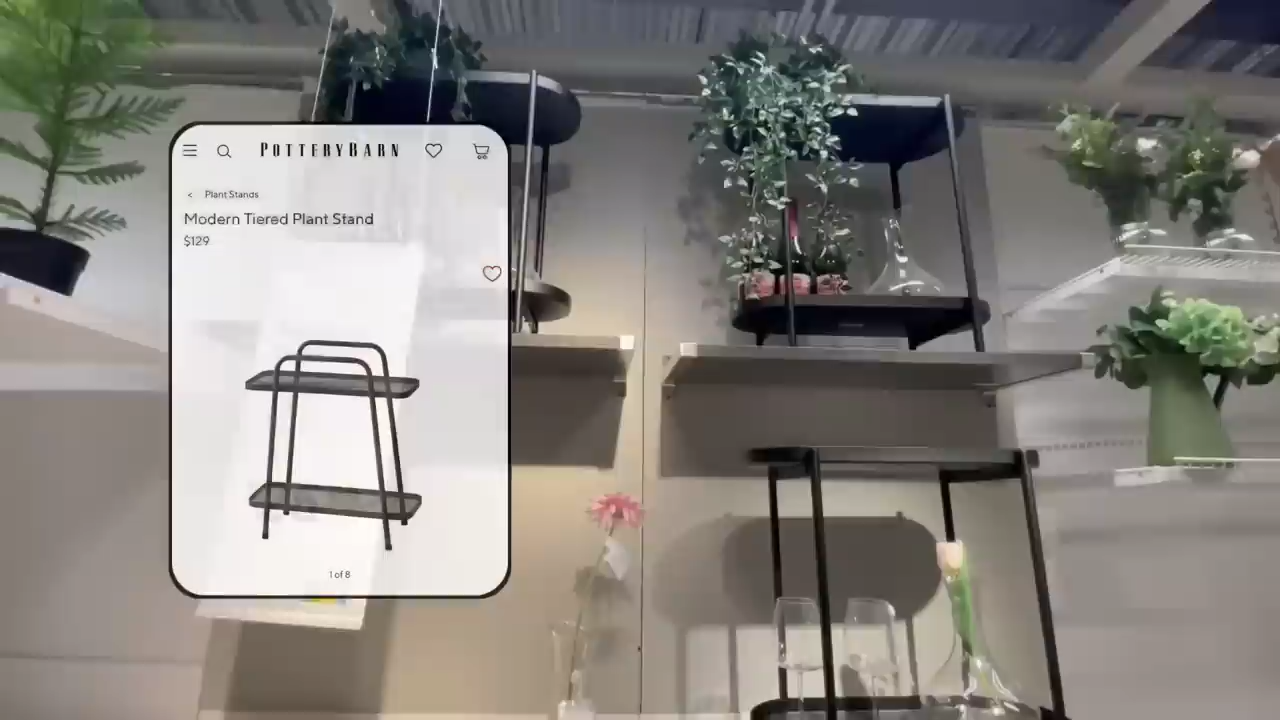 POTTERYBARN
< Plant Stands
Modern Tiered Plant Stand
$129
1 of 8